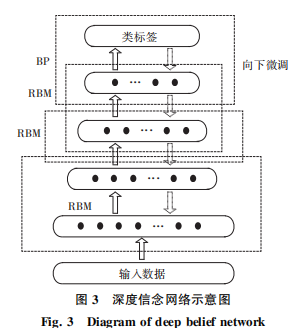 类标签
BP
向下微调
RBM
RBM
RBM
输入数据
图 3 深度信念网络示意图
Fig. 3 Diagram of deep belief network